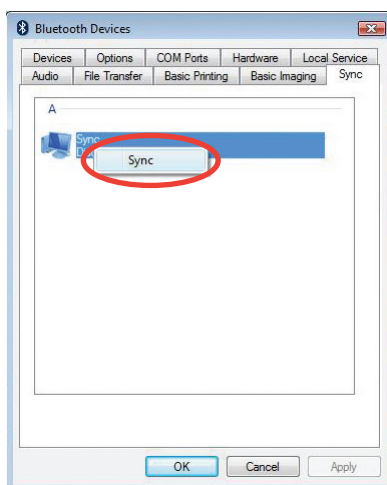 Bluetooth Devices
Devices Options COM Ports Hardware Local Service
Audio File Transfer Basic Printing Basic Imaging Sync
A
Sync
Sync
OK Cancel Apply